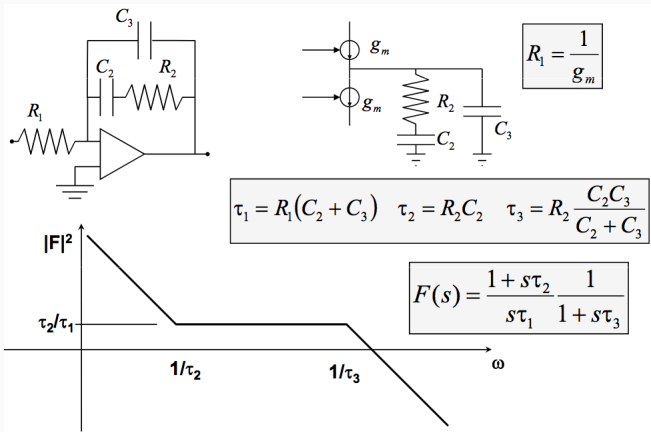 C₃
C₂ R₂
R₁
gₘ
gₘ
R₂
C₂
C₃
R₁ = 1/gₘ
τ₁ = R₁(C₂ + C₃) τ₂ = R₂C₂ τ₃ = R₂ C₂C₃/(C₂ + C₃)
|F|²
F(s) = (1 + sτ₂)/(sτ₁) 1/(1 + sτ₃)
τ₂/τ₁
1/τ₂
1/τ₃
ω